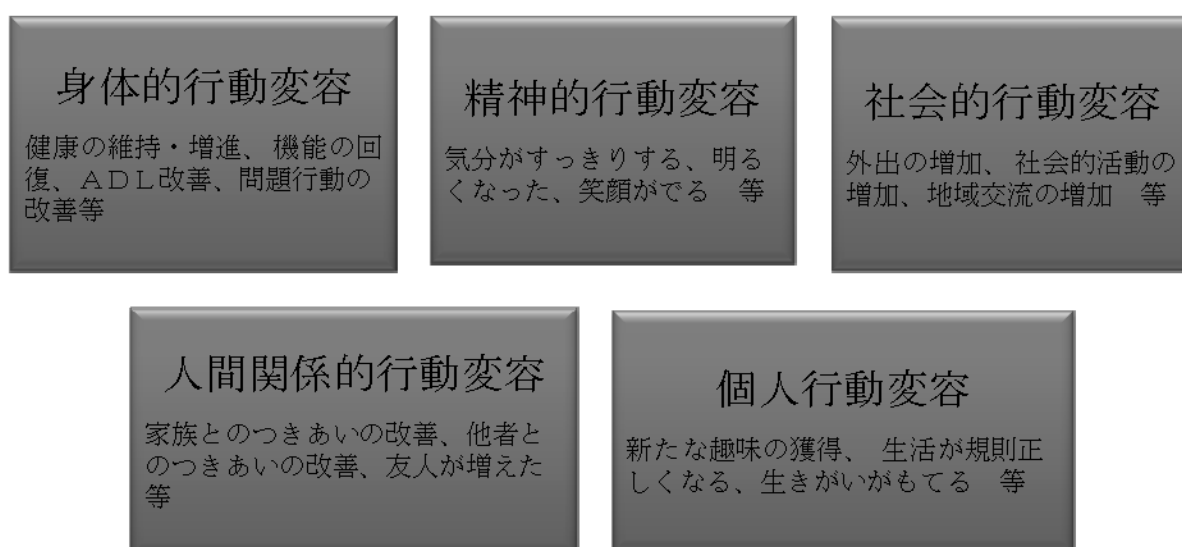 身体的行動変容
健康の維持・増進、機能の回
復、ＡＤＬ改善、問題行動の
改善等
精神的行動変容
気分がすっきりする、明る
くなった、笑顔がでる　等
社会的行動変容
外出の増加、社会的活動の
増加、地域交流の増加　等
人間関係的行動変容
家族とのつきあいの改善、他者と
のつきあいの改善、友人が増えた
等
個人行動変容
新たな趣味の獲得、 生活が規則正
しくなる、生きがいがもてる　等